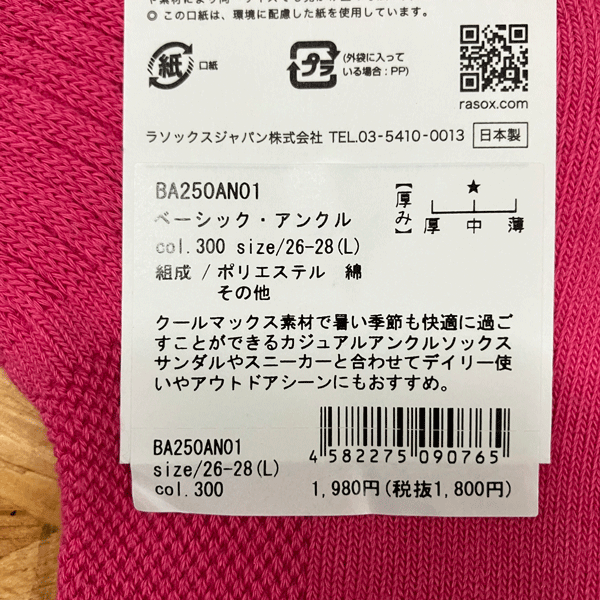 ◎ この口紙は、環境に配慮した紙を使用しています。
紙 口紙
プラ (外袋に入って
いる場合:PP)
rasox.com
ラソックスジャパン株式会社 TEL.03-5410-0013 日本製
BA250AN01
ベーシック・アンクル
col.300 size/26-28(L)
組成 / ポリエステル 綿
その他
【厚み】
★
厚 中 薄
クールマックス素材で暑い季節も快適に過ご
すことができるカジュアルアンクルソックス
サンダルやスニーカーと合わせてデイリー使
いやアウトドアシーンにもおすすめ。
BA250AN01
size/26-28(L)
col.300
4 582275 090765
1,980円(税抜1,800円)